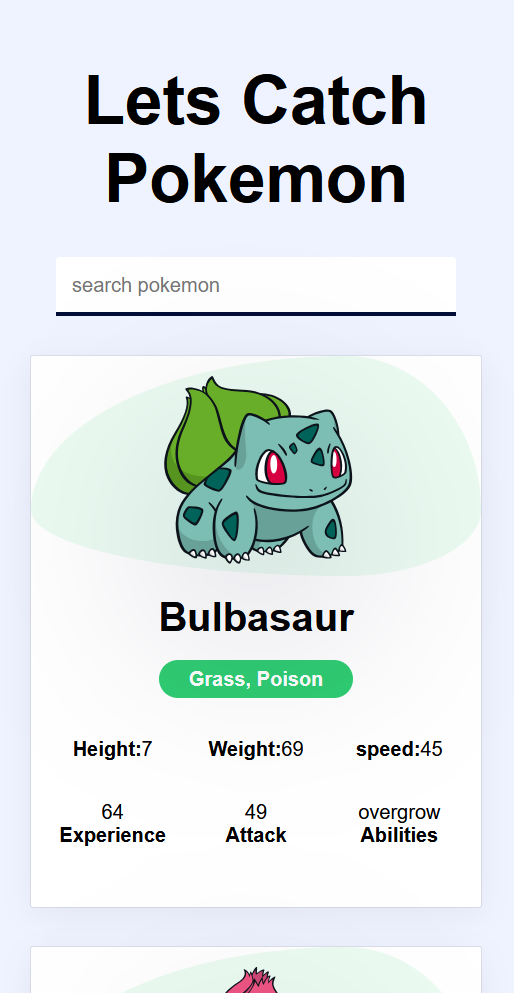 Lets Catch
Pokemon
search pokemon
Bulbasaur
Grass, Poison
Height:7 Weight:69 speed:45
64 49 overgrow
Experience Attack Abilities